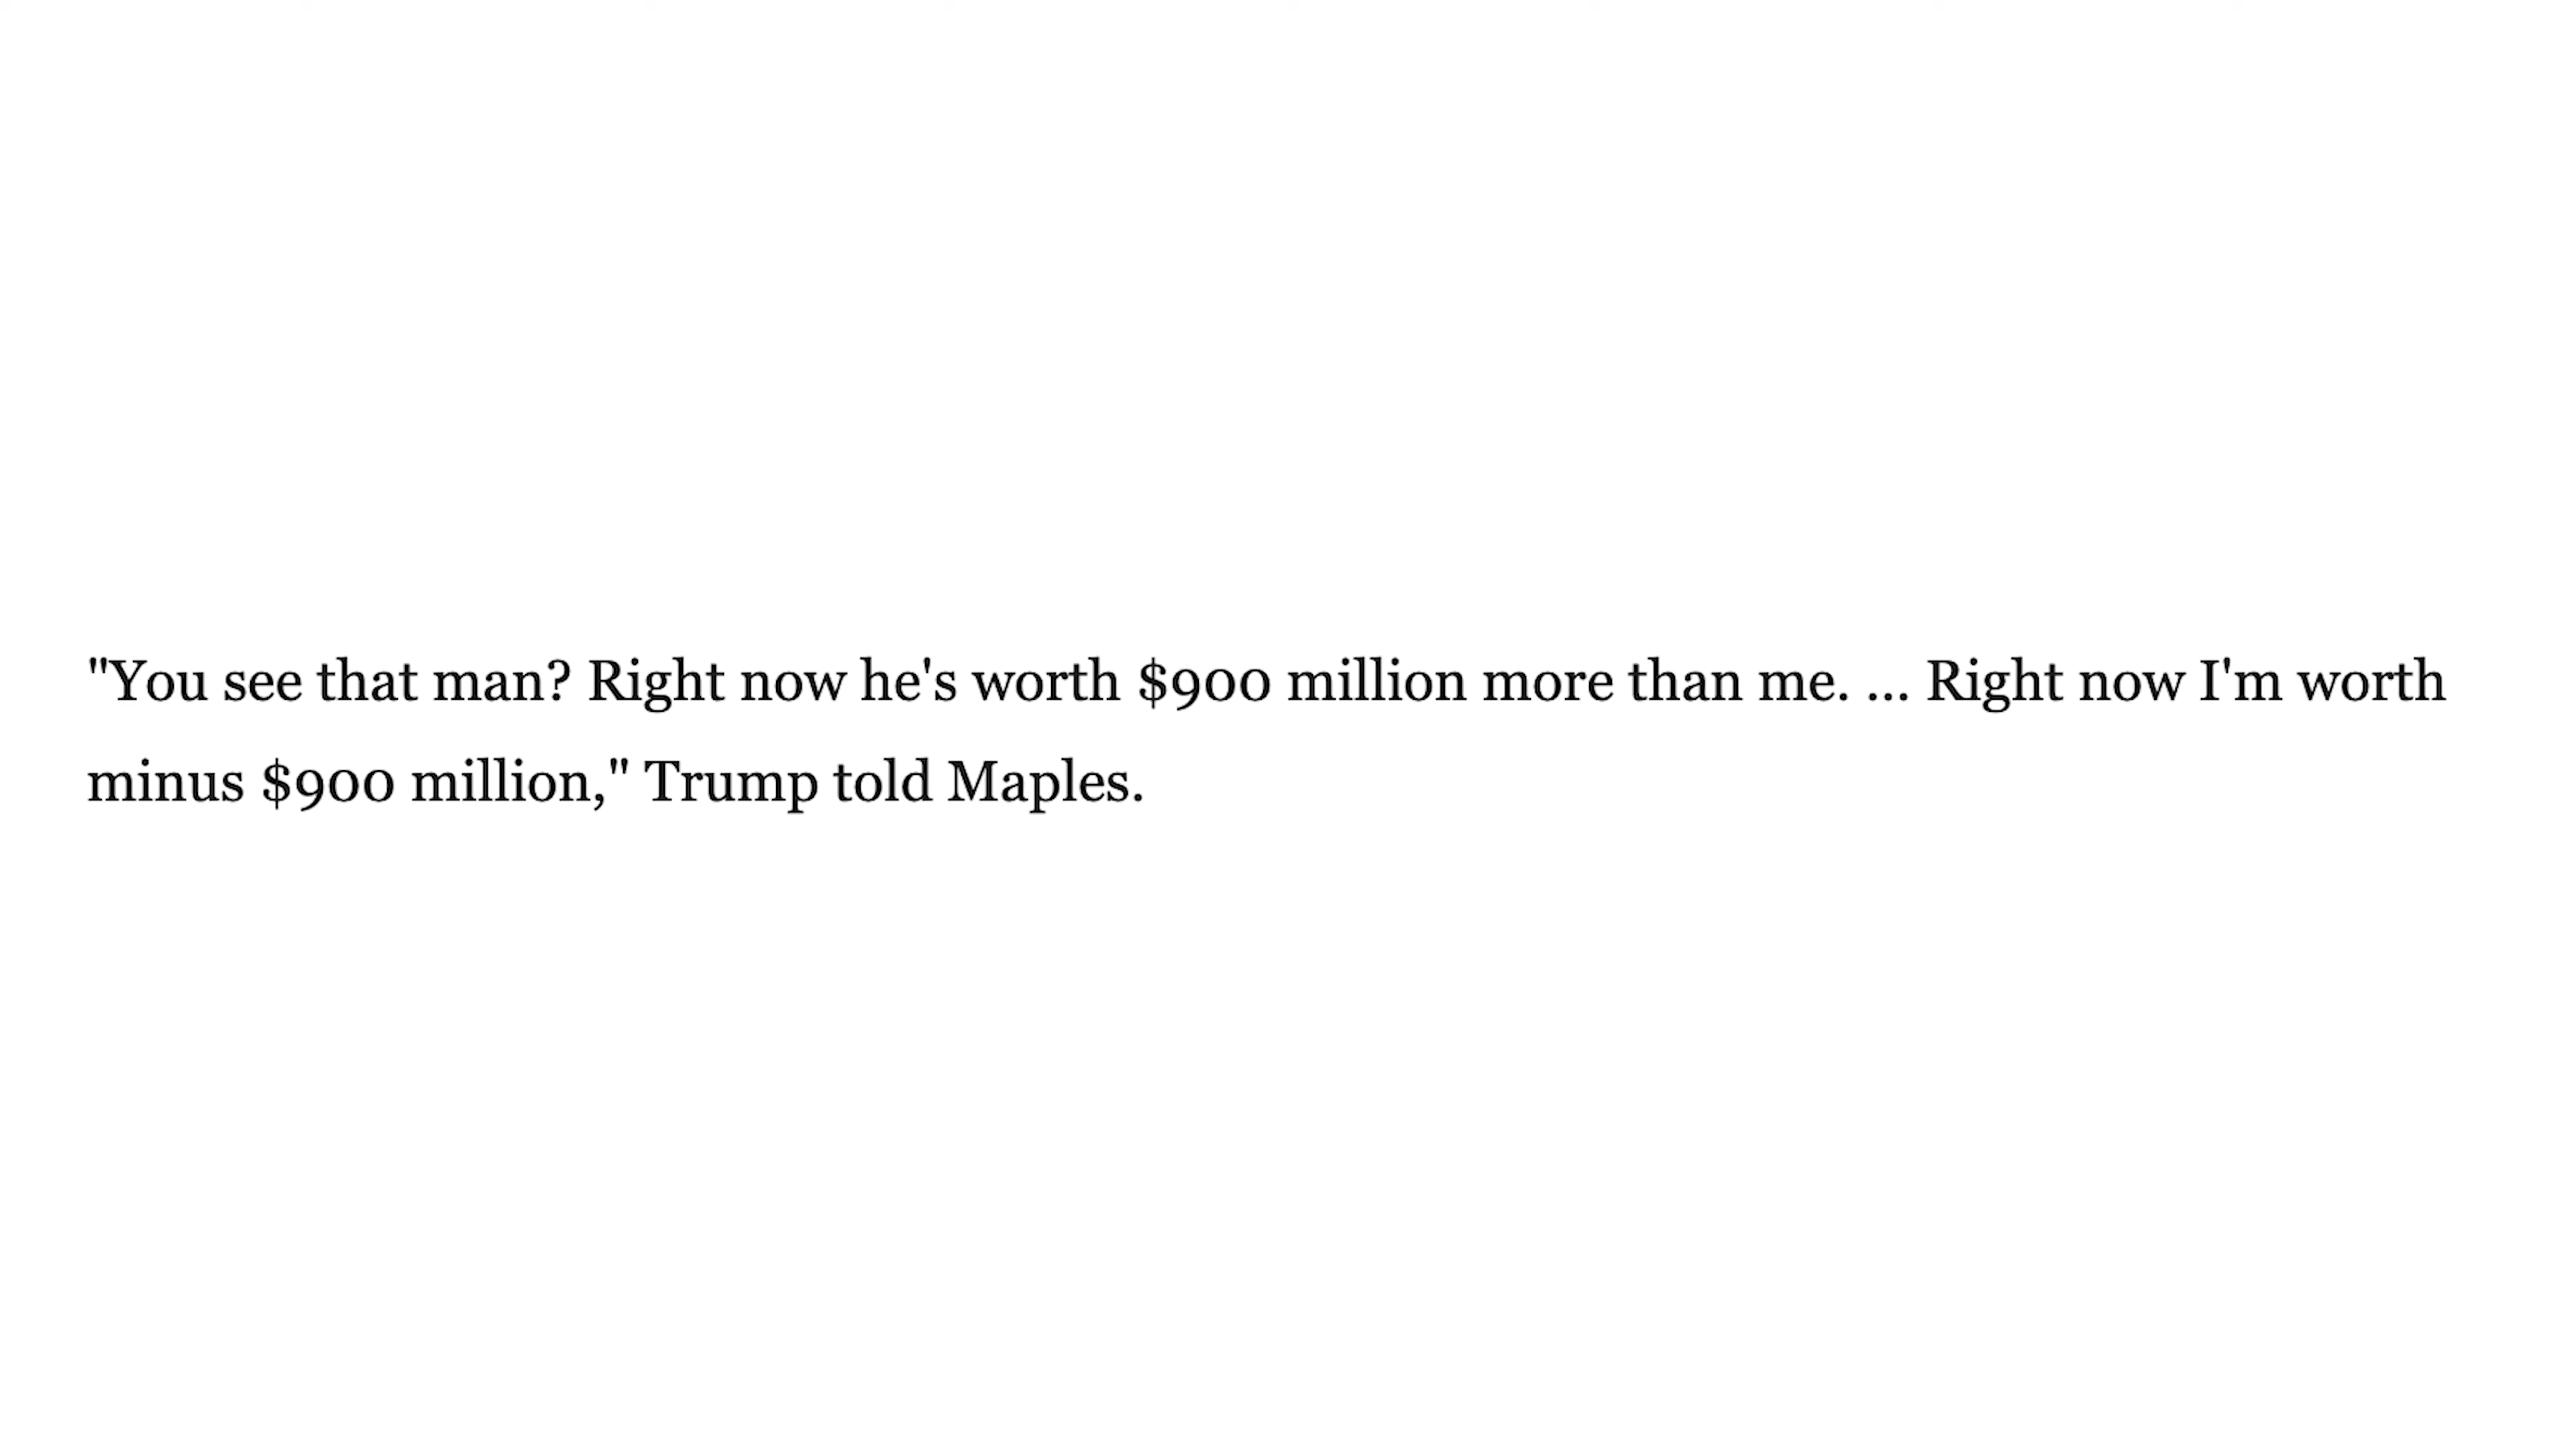 "You see that man? Right now he's worth $900 million more than me. ... Right now I'm worth
minus $900 million," Trump told Maples.